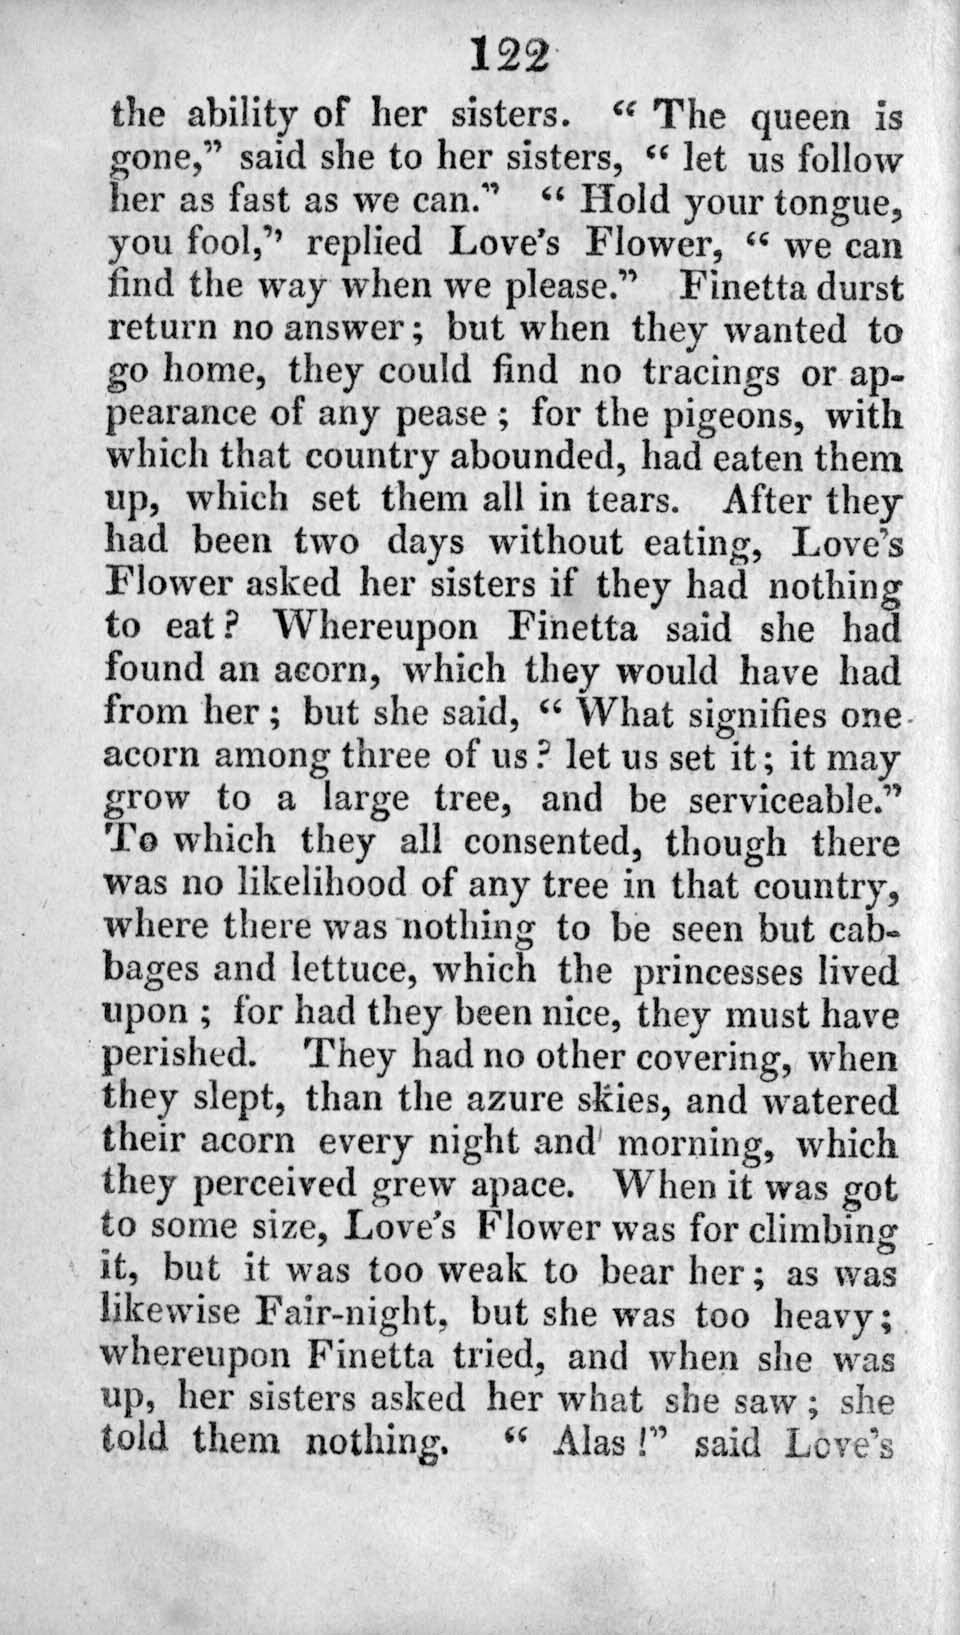 122
the ability of her sisters. “ The queen is
gone,” said she to her sisters, “ let us follow
her as fast as we can.” “ Hold your tongue,
you fool,” replied Love's Flower, “ we can
find the way when we please.” Finetta durst
return no answer; but when they wanted to
go home, they could find no tracings or ap-
pearance of any pease ; for the pigeons, with
which that country abounded, had eaten them
up, which set them all in tears. After they
had been two days without eating, Love's
Flower asked her sisters if they had nothing
to eat? Whereupon Finetta said she had
found an acorn, which they would have had
from her; but she said, “ What signifies one
acorn among three of us? let us set it; it may
grow to a large tree, and be serviceable.”
To which they all consented, though there
was no likelihood of any tree in that country,
where there was nothing to be seen but cab-
bages and lettuce, which the princesses lived
upon ; for had they been nice, they must have
perished. They had no other covering, when
they slept, than the azure skies, and watered
their acorn every night and morning, which
they perceived grew apace. When it was got
to some size, Love's Flower was for climbing
it, but it was too weak to bear her; as was
likewise Fair-night, but she was too heavy;
whereupon Finetta tried, and when she was
up, her sisters asked her what she saw; she
told them nothing. “ Alas !” said Love's